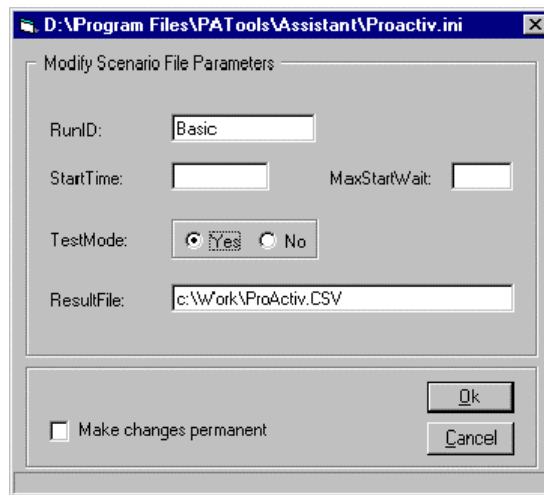 D:\Program Files\PATools\Assistant\Proactiv.ini
Modify Scenario File Parameters
RunID: Basic
StartTime: MaxStartWait:
TestMode: Yes No
ResultFile: c:\Work\ProActiv.CSV
Ok
Make changes permanent
Cancel